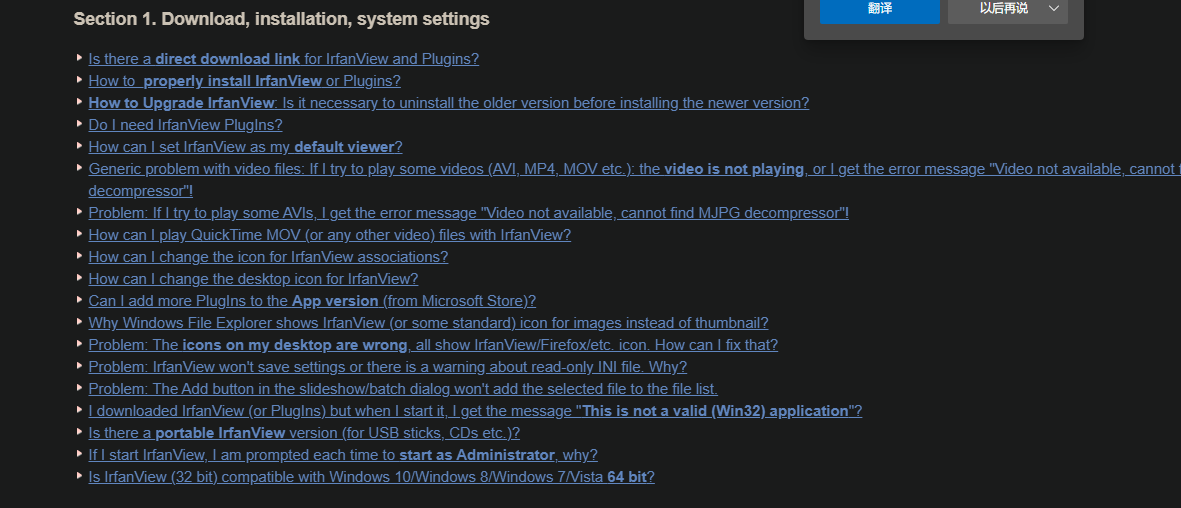 翻译 以后再说
Section 1. Download, installation, system settings
Is there a direct download link for IrfanView and Plugins?
How to  properly install IrfanView or Plugins?
How to Upgrade IrfanView: Is it necessary to uninstall the older version before installing the newer version?
Do I need IrfanView PlugIns?
How can I set IrfanView as my default viewer?
Generic problem with video files: If I try to play some videos (AVI, MP4, MOV etc.): the video is not playing, or I get the error message "Video not available, cannot
decompressor"!
Problem: If I try to play some AVIs, I get the error message "Video not available, cannot find MJPG decompressor"!
How can I play QuickTime MOV (or any other video) files with IrfanView?
How can I change the icon for IrfanView associations?
How can I change the desktop icon for IrfanView?
Can I add more PlugIns to the App version (from Microsoft Store)?
Why Windows File Explorer shows IrfanView (or some standard) icon for images instead of thumbnail?
Problem: The icons on my desktop are wrong, all show IrfanView/Firefox/etc. icon. How can I fix that?
Problem: IrfanView won't save settings or there is a warning about read-only INI file. Why?
Problem: The Add button in the slideshow/batch dialog won't add the selected file to the file list.
I downloaded IrfanView (or PlugIns) but when I start it, I get the message "This is not a valid (Win32) application"?
Is there a portable IrfanView version (for USB sticks, CDs etc.)?
If I start IrfanView, I am prompted each time to start as Administrator, why?
Is IrfanView (32 bit) compatible with Windows 10/Windows 8/Windows 7/Vista 64 bit?